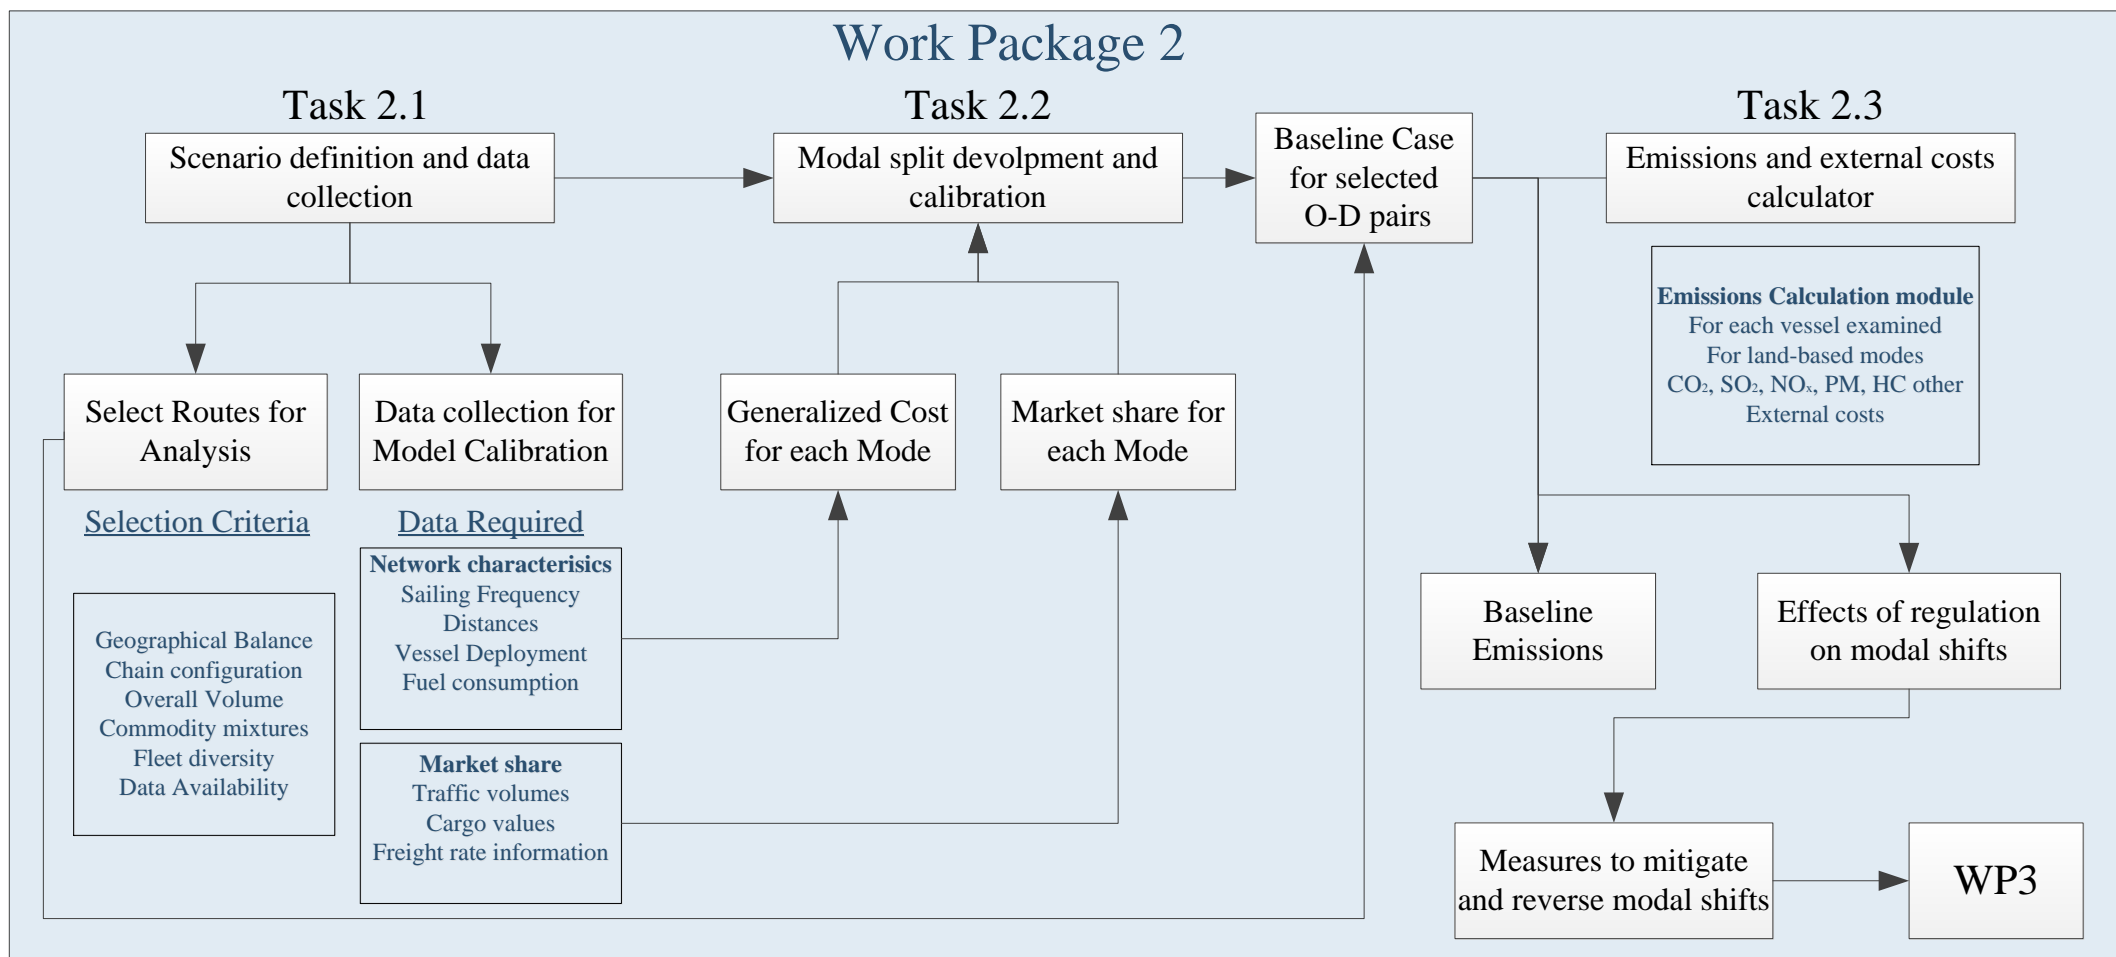 Work Package 2
Task 2.1
Scenario definition and data
collection
Select Routes for
Analysis
Data collection for
Model Calibration
Selection Criteria
Geographical Balance
Chain configuration
Overall Volume
Commodity mixtures
Fleet diversity
Data Availability
Data Required
Network characterisics
Sailing Frequency
Distances
Vessel Deployment
Fuel consumption
Market share
Traffic volumes
Cargo values
Freight rate information
Task 2.2
Modal split devolpment and
calibration
Generalized Cost
for each Mode
Market share for
each Mode
Baseline Case
for selected
O-D pairs
Task 2.3
Emissions and external costs
calculator
Emissions Calculation module
For each vessel examined
For land-based modes
CO₂, SO₂, NOₓ, PM, HC other
External costs
Baseline
Emissions
Effects of regulation
on modal shifts
Measures to mitigate
and reverse modal shifts
WP3